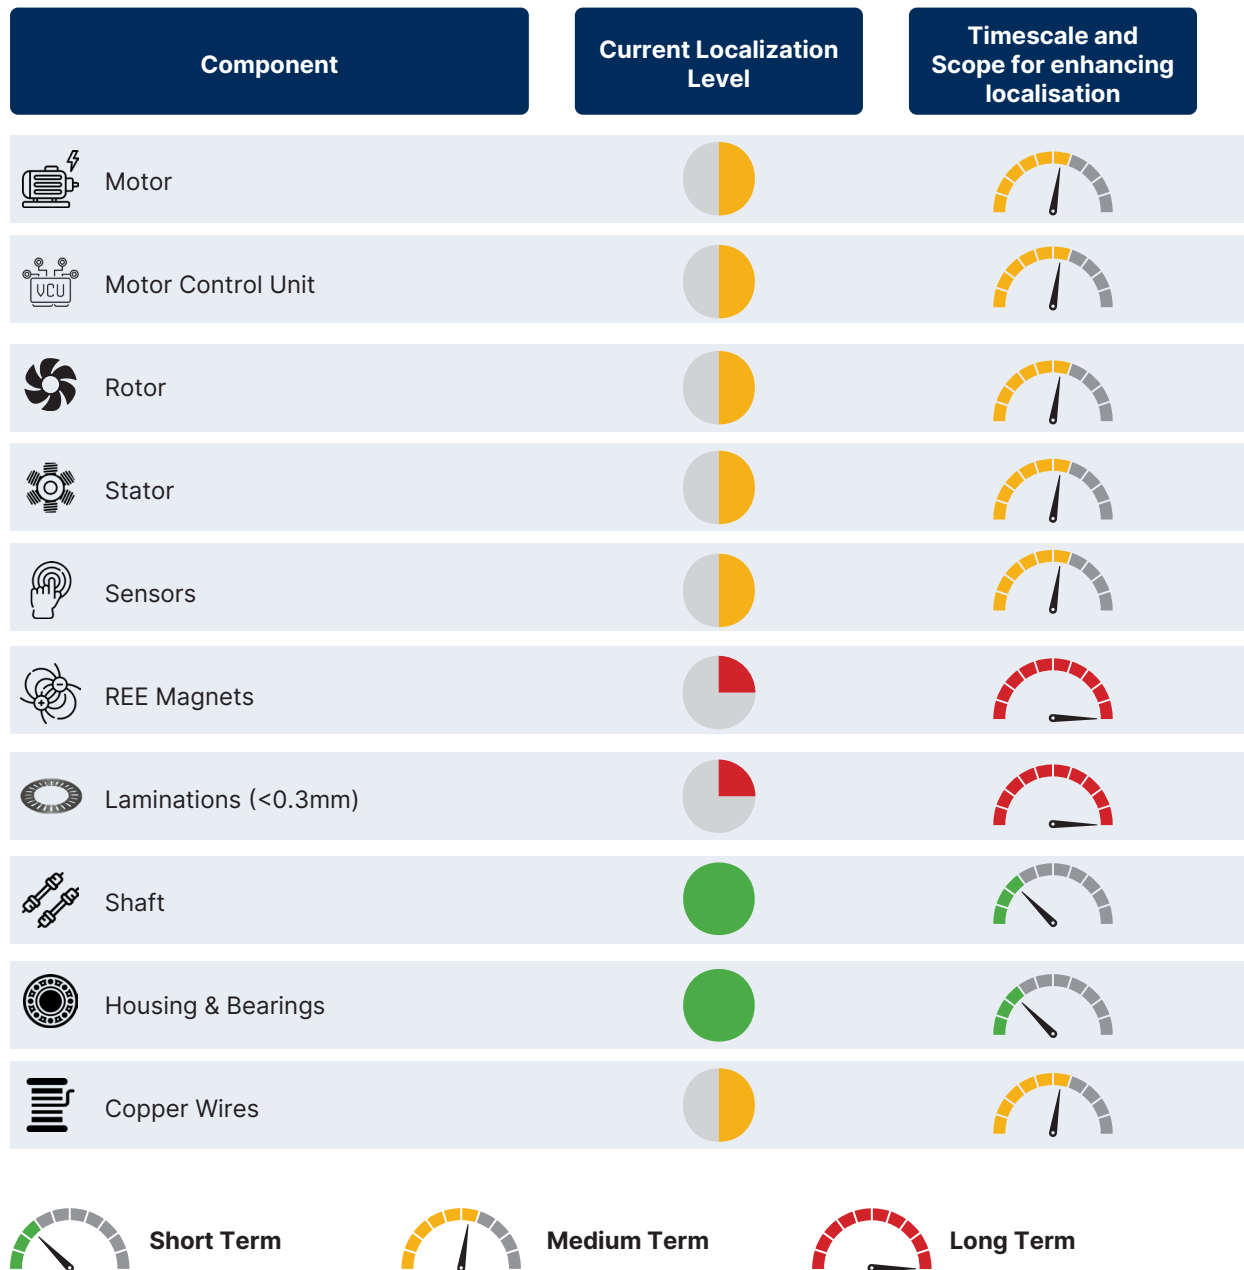 Component
Current Localization
Level
Timescale and
Scope for enhancing
localisation
Motor
VCU
Motor Control Unit
Rotor
Stator
Sensors
REE Magnets
Laminations (<0.3mm)
Shaft
Housing & Bearings
Copper Wires
Short Term
Medium Term
Long Term